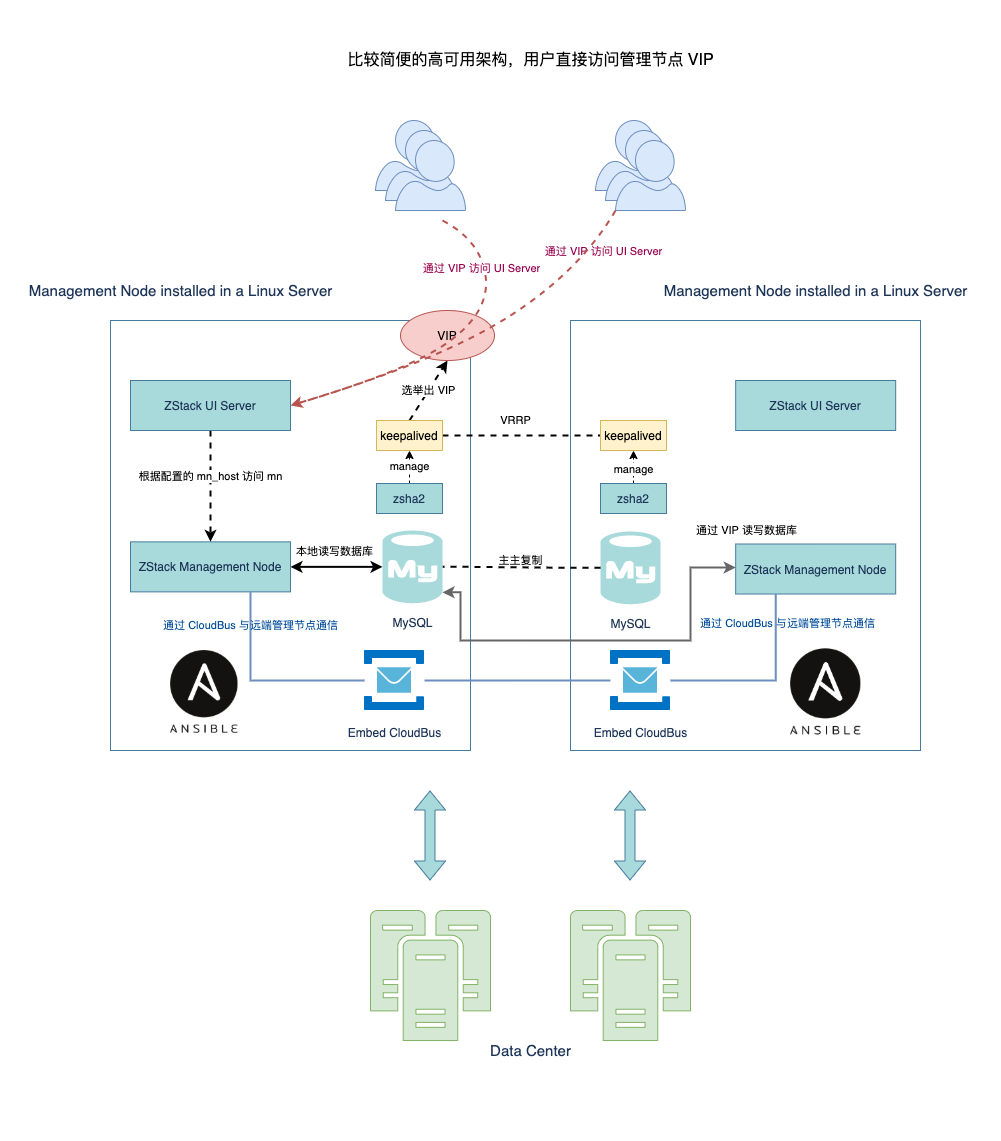 比较简便的高可用架构，用户直接访问管理节点 VIP
通过 VIP 访问 UI Server
通过 VIP 访问 UI Server
Management Node installed in a Linux Server
Management Node installed in a Linux Server
VIP
选举出 VIP
ZStack UI Server
ZStack UI Server
keepalived
VRRP
keepalived
manage
manage
根据配置的 mn_host 访问 mn
zsha2
zsha2
通过 VIP 读写数据库
本地读写数据库
主主复制
ZStack Management Node
My
My
ZStack Management Node
MySQL
MySQL
通过 CloudBus 与远端管理节点通信
通过 CloudBus 与远端管理节点通信
ANSIBLE
Embed CloudBus
Embed CloudBus
ANSIBLE
Data Center